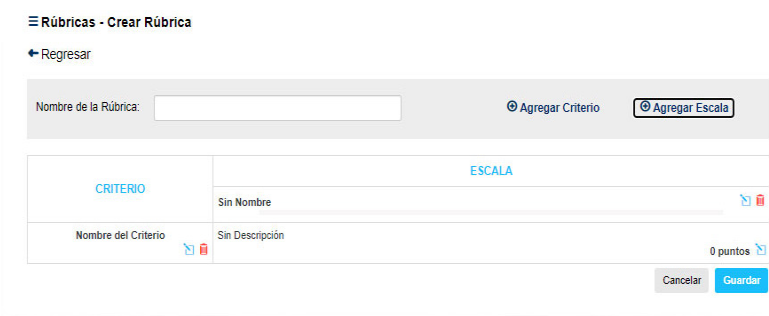 Rúbricas - Crear Rúbrica
Regresar
Nombre de la Rúbrica: Agregar Criterio Agregar Escala
ESCALA
CRITERIO
Sin Nombre
Nombre del Criterio Sin Descripción
0 puntos
Cancelar Guardar